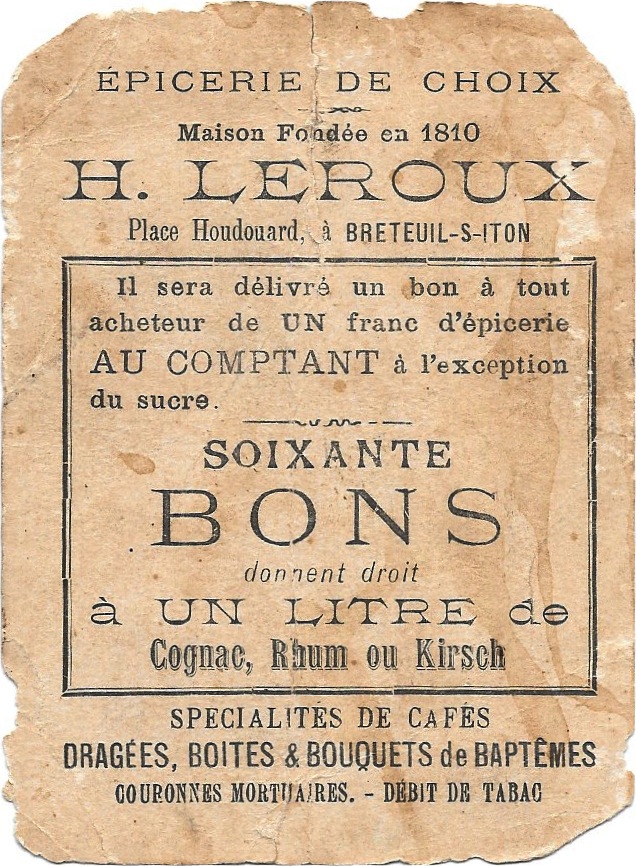 ÉPICERIE DE CHOIX
Maison Fondée en 1810
H. LEROUX
Place Houdouard, à BRETEUIL-S-ITON
Il sera délivré un bon à tout
acheteur de UN franc d'épicerie
AU COMPTANT à l'exception
du sucre.
SOIXANTE
BONS
donnent droit
à UN LITRE de
Cognac, Rhum ou Kirsch
SPECIALITÉS DE CAFÉS
DRAGÉES, BOITES & BOUQUETS de BAPTÊMES
COURONNES MORTUAIRES. - DÉBIT DE TABAC